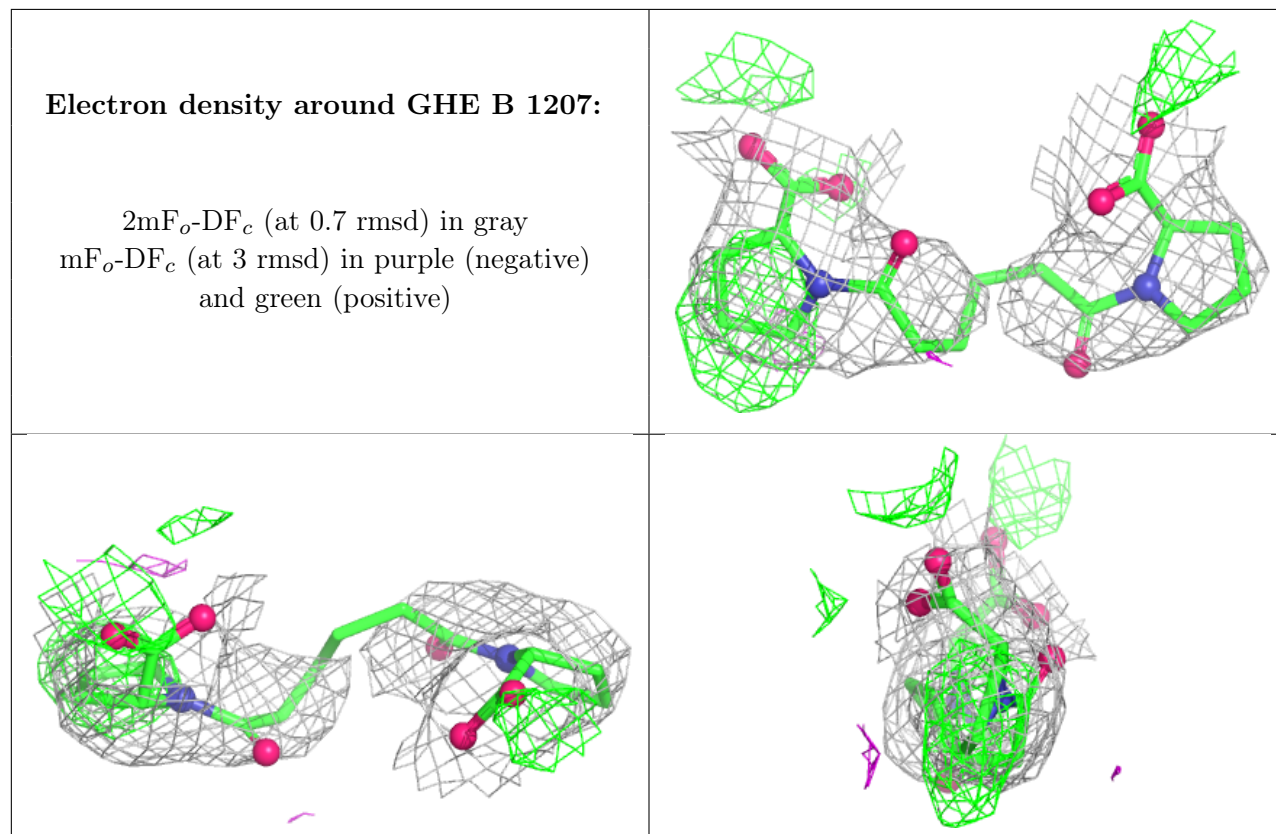 Electron density around GHE B 1207:
2mFo-DFc (at 0.7 rmsd) in gray
mFo-DFc (at 3 rmsd) in purple (negative)
and green (positive)